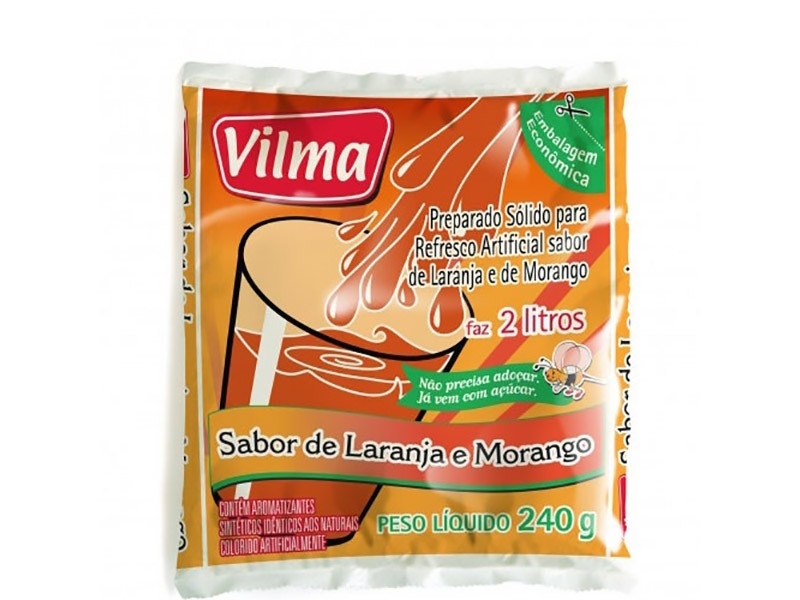 Vilma
Embalagem
Econômica
Preparado Sólido para
Refresco Artificial sabor
de Laranja e de Morango
faz 2 litros
Não precisa adoçar.
Já vem com açúcar.
Sabor de Laranja e Morango
CONTÉM AROMATIZANTES
SINTÉTICOS IDÊNTICOS AOS NATURAIS
COLORIDO ARTIFICIALMENTE
PESO LÍQUIDO 240 g